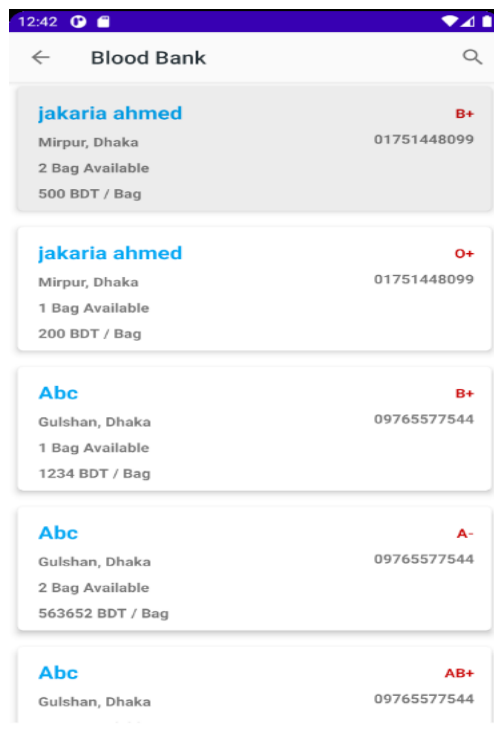 12:42
Blood Bank
jakaria ahmed
B+
Mirpur, Dhaka
01751448099
2 Bag Available
500 BDT / Bag
jakaria ahmed
O+
Mirpur, Dhaka
01751448099
1 Bag Available
200 BDT / Bag
Abc
B+
Gulshan, Dhaka
09765577544
1 Bag Available
1234 BDT / Bag
Abc
A-
Gulshan, Dhaka
09765577544
2 Bag Available
563652 BDT / Bag
Abc
AB+
Gulshan, Dhaka
09765577544